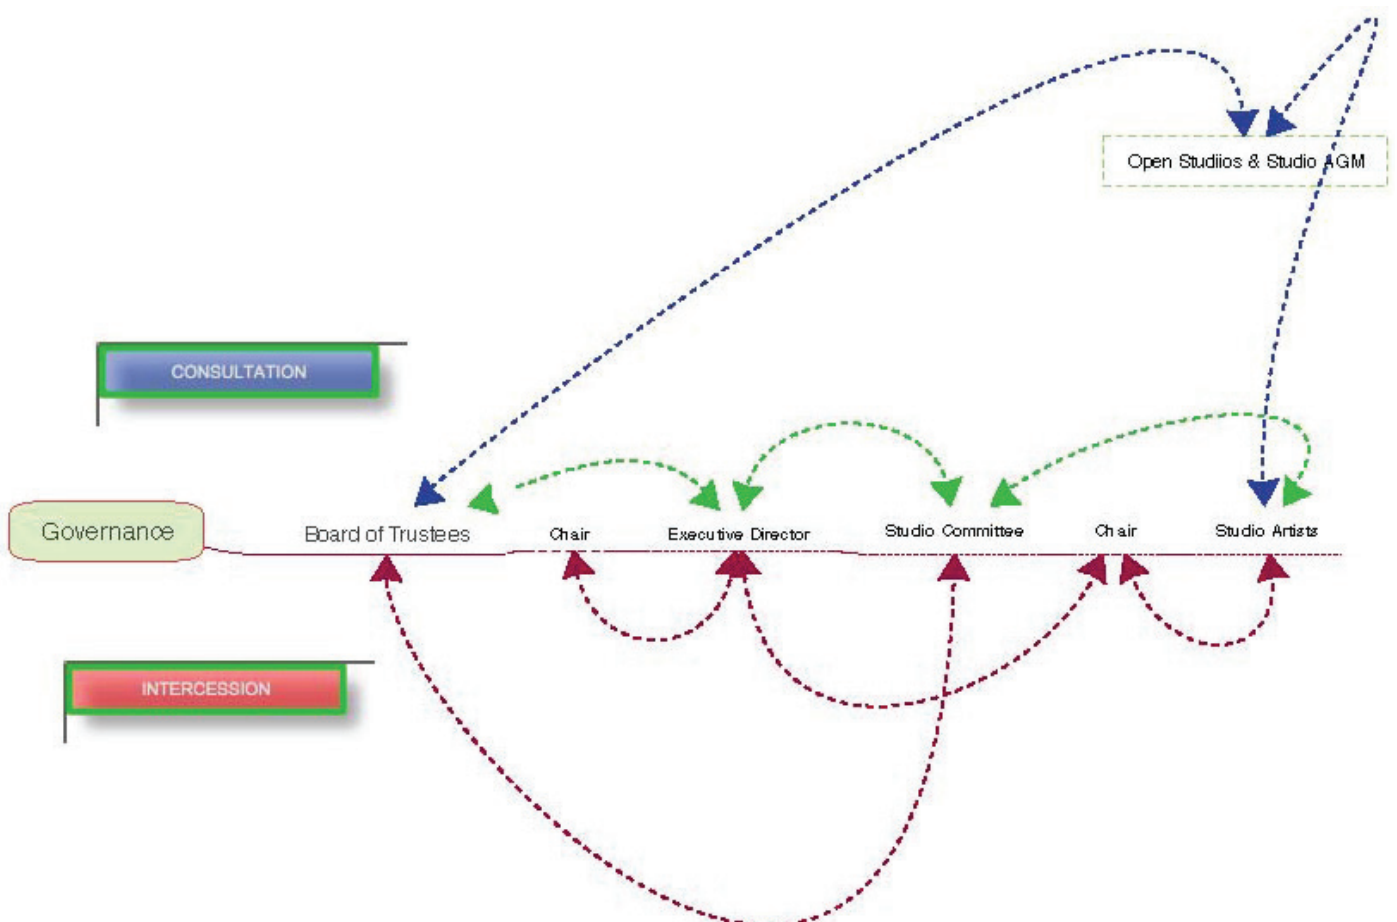 Open Studiios & Studio AGM
CONSULTATION
Governance
Board of Trustees
Chair
Executive Director
Studio Committee
Chair
Studio Artists
INTERCESSION